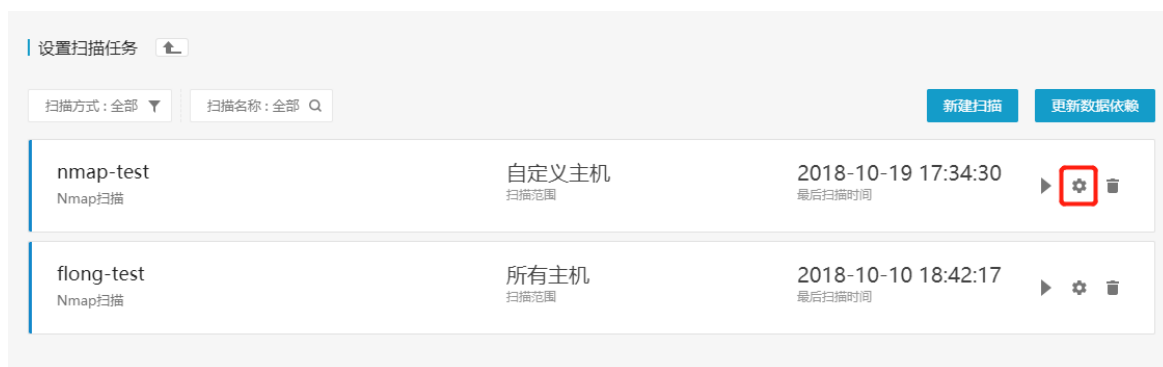 设置扫描任务
扫描方式 : 全部 扫描名称 : 全部 新建扫描 更新数据依赖
nmap-test 自定义主机 2018-10-19 17:34:30
Nmap扫描 扫描范围 最后扫描时间
flong-test 所有主机 2018-10-10 18:42:17
Nmap扫描 扫描范围 最后扫描时间